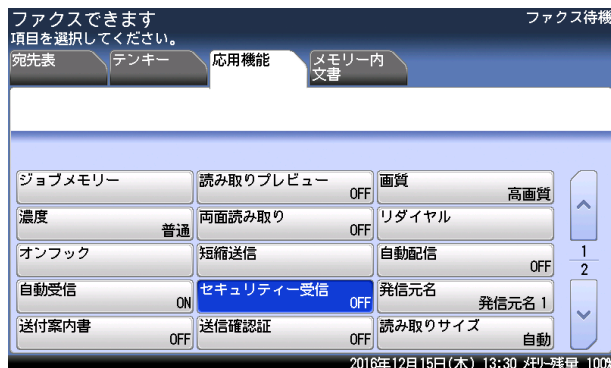 ファクスできます
ファクス待機
項目を選択してください。
宛先表
テンキー
応用機能
メモリー内
文書
ジョブメモリー
読み取りプレビュー
OFF
画質
高画質
濃度
普通
両面読み取り
OFF
リダイヤル
オンフック
短縮送信
自動配信
OFF
1
2
自動受信
ON
セキュリティー受信
OFF
発信元名
発信元名 1
送付案内書
OFF
送信確認証
OFF
読み取りサイズ
自動
2016年12月15日(木) 13:30 メモリー残量 100%